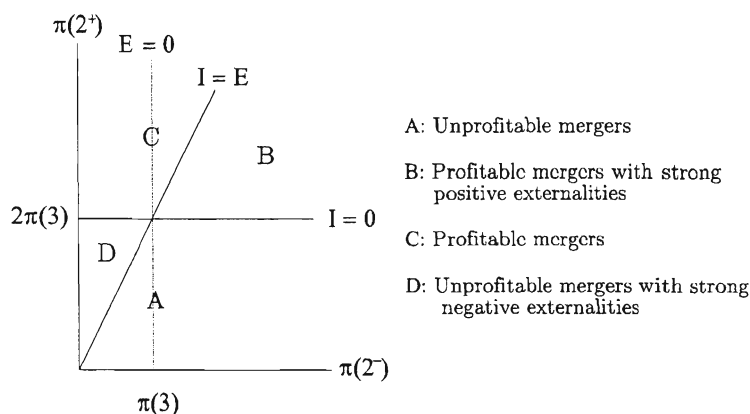 π(2⁺)
E = 0
I = E
C
B
2π(3)
I = 0
D
A
π(2⁻)
π(3)
A: Unprofitable mergers
B: Profitable mergers with strong
positive externalities
C: Profitable mergers
D: Unprofitable mergers with strong
negative externalities